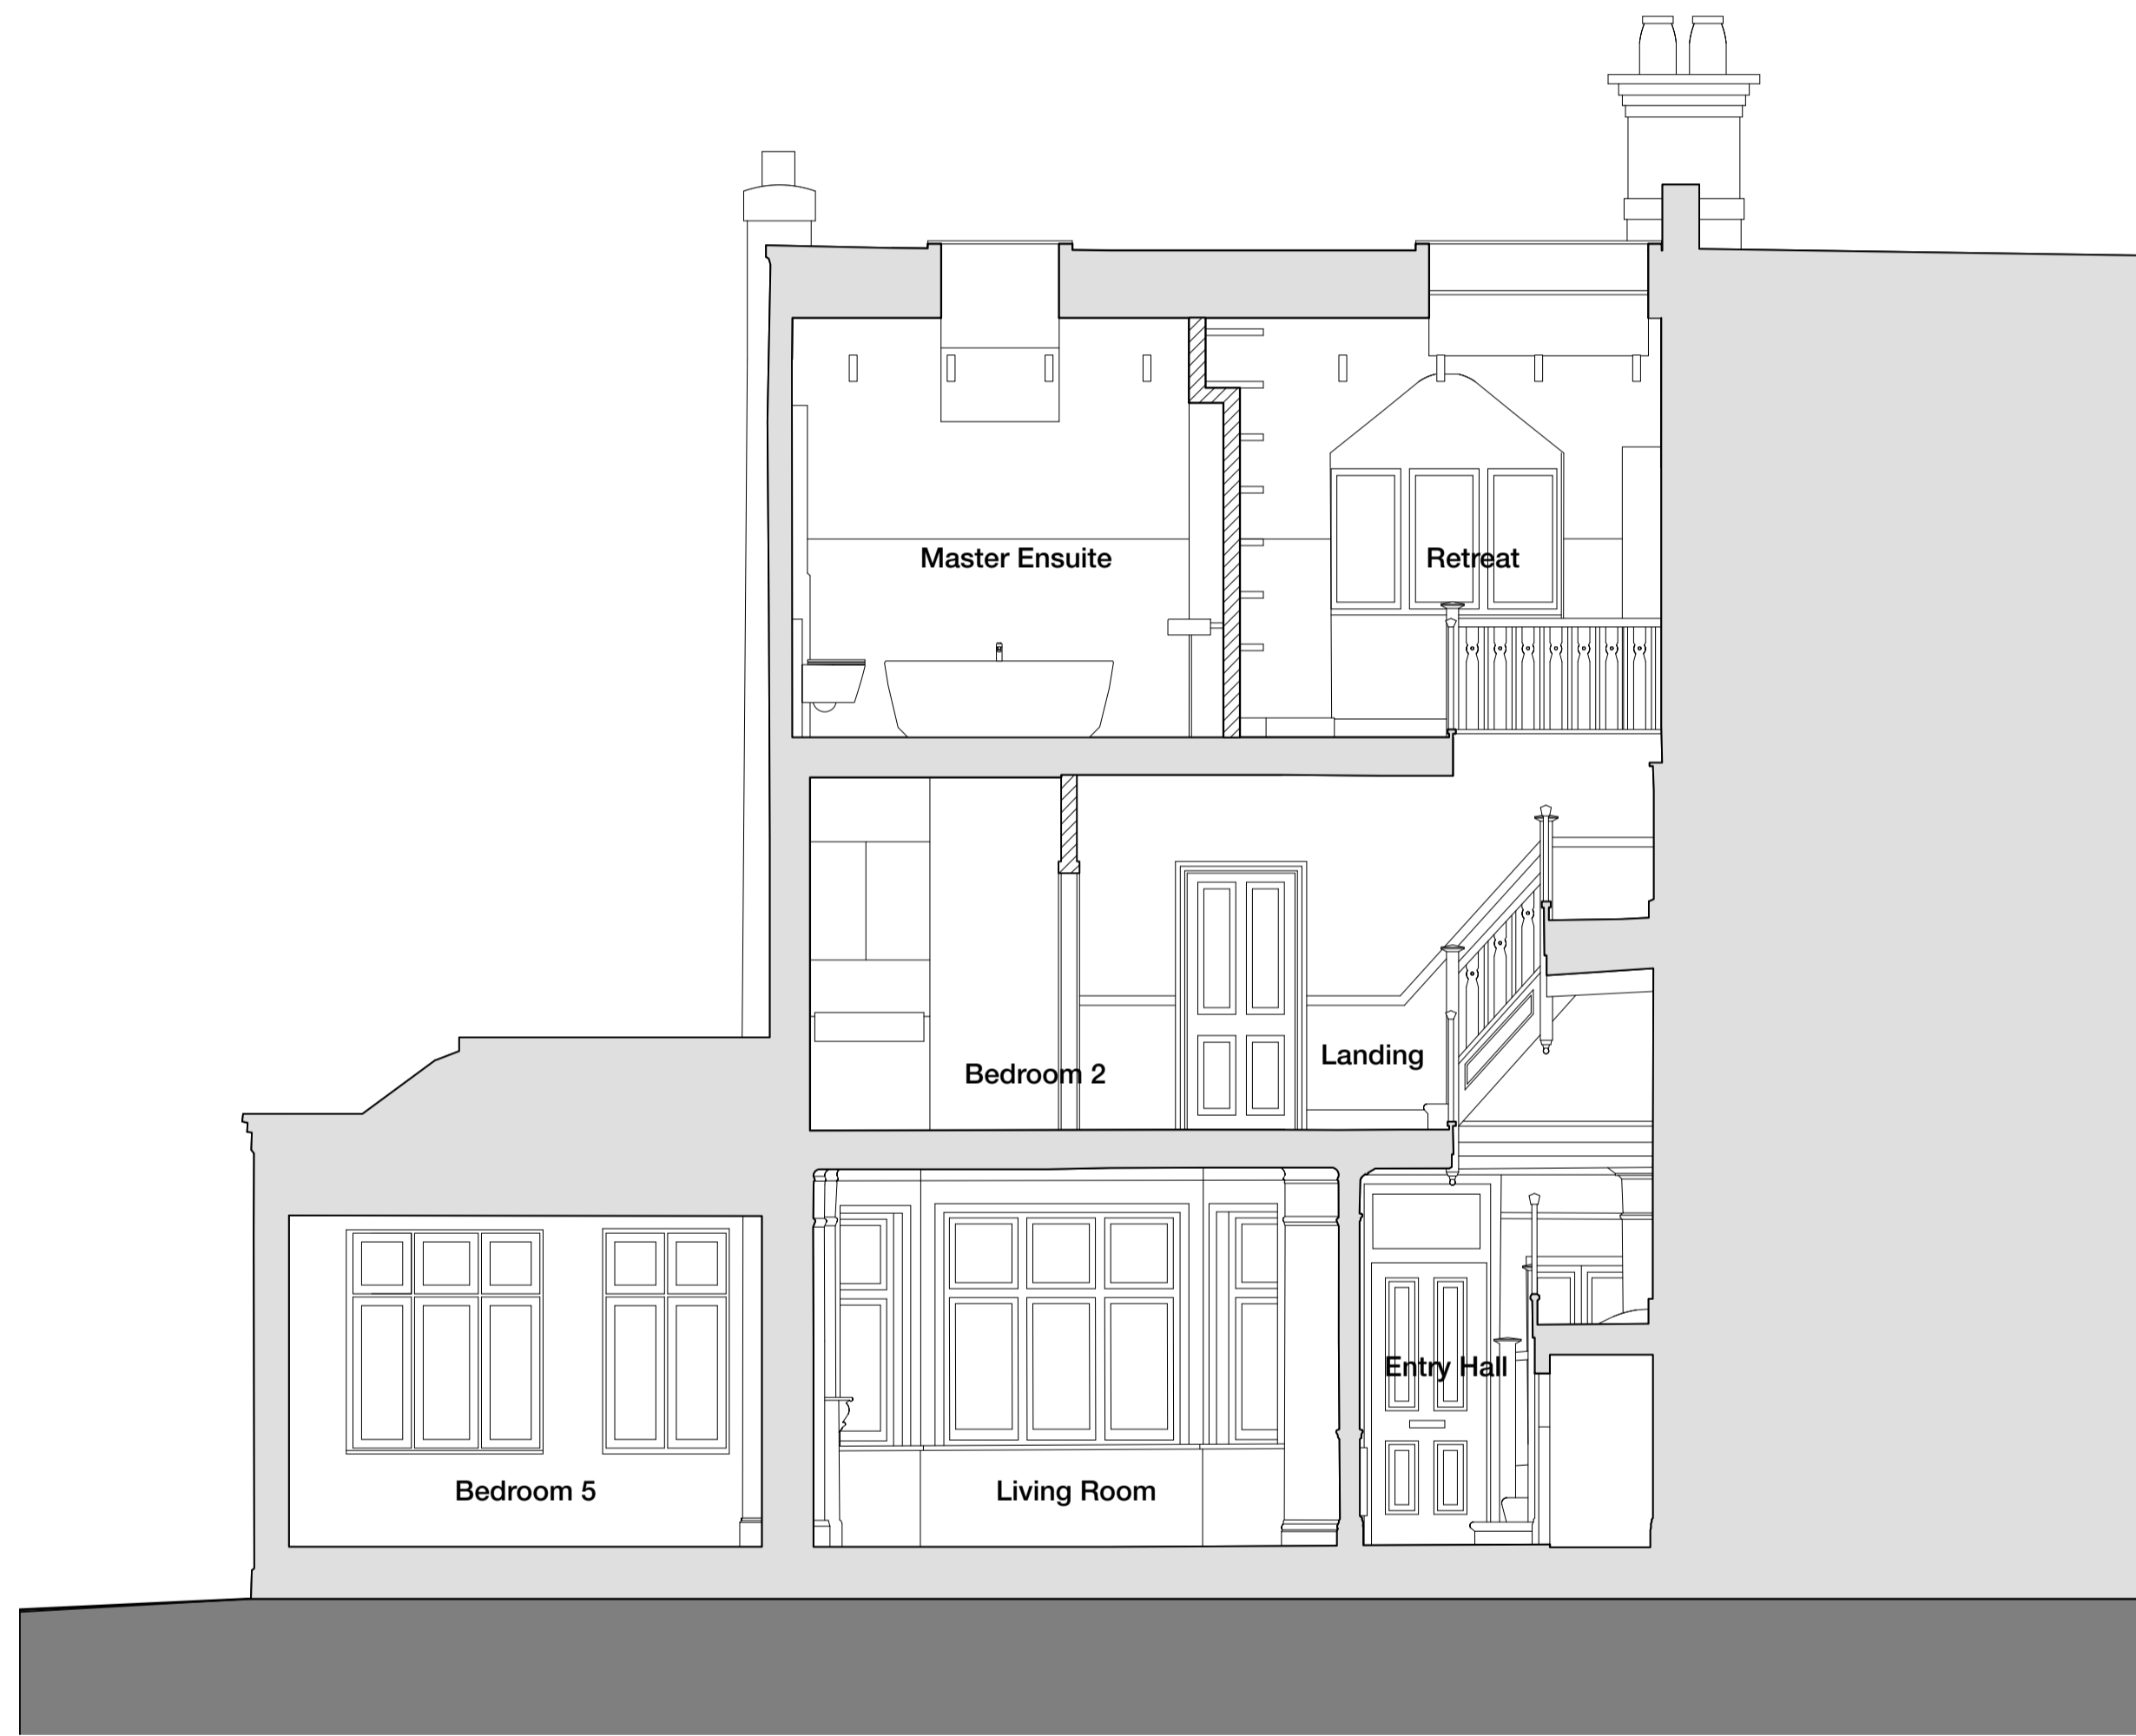 Master Ensuite
Retreat
Bedroom 2
Landing
Entry Hall
Bedroom 5
Living Room